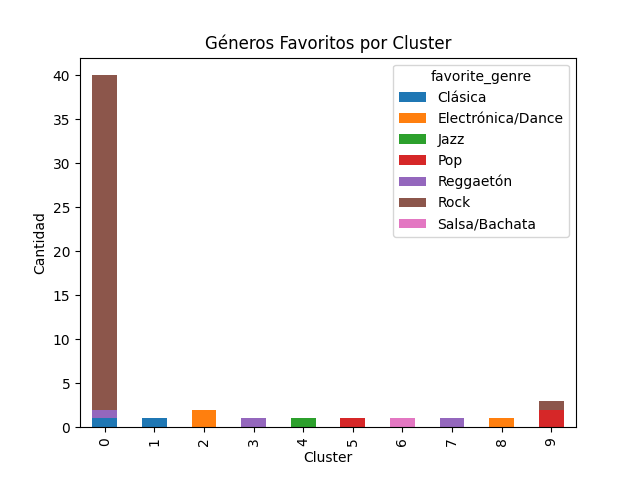 Géneros Favoritos por Cluster
favorite_genre
Clásica
Electrónica/Dance
Jazz
Pop
Reggaetón
Rock
Salsa/Bachata
Cantidad
40
35
30
25
20
15
10
5
0
0 1 2 3 4 5 6 7 8 9
Cluster